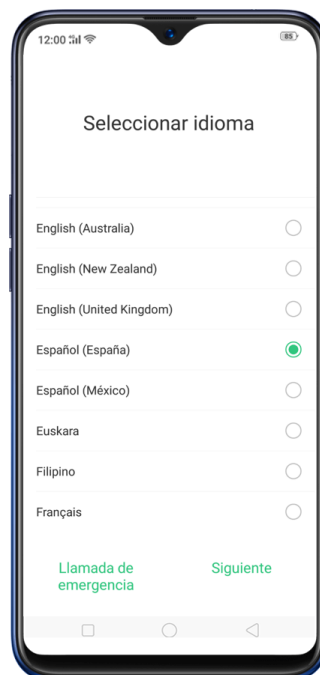 12:00 85
Seleccionar idioma
English (Australia)
English (New Zealand)
English (United Kingdom)
Español (España)
Español (México)
Euskara
Filipino
Français
Llamada de
emergencia
Siguiente